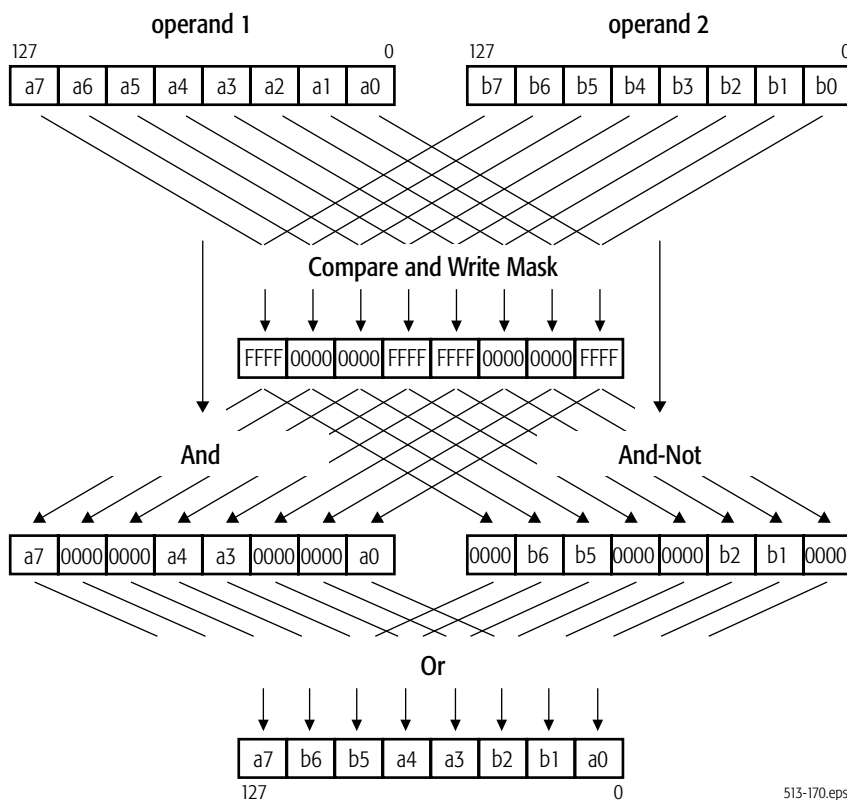 operand 1 operand 2
127 0 127 0
a7 a6 a5 a4 a3 a2 a1 a0 b7 b6 b5 b4 b3 b2 b1 b0
Compare and Write Mask
FFFF 0000 0000 FFFF FFFF 0000 0000 FFFF
And And-Not
a7 0000 0000 a4 a3 0000 0000 a0 0000 b6 b5 0000 0000 b2 b1 0000
Or
a7 b6 b5 a4 a3 b2 b1 a0
127 0 513-170.eps